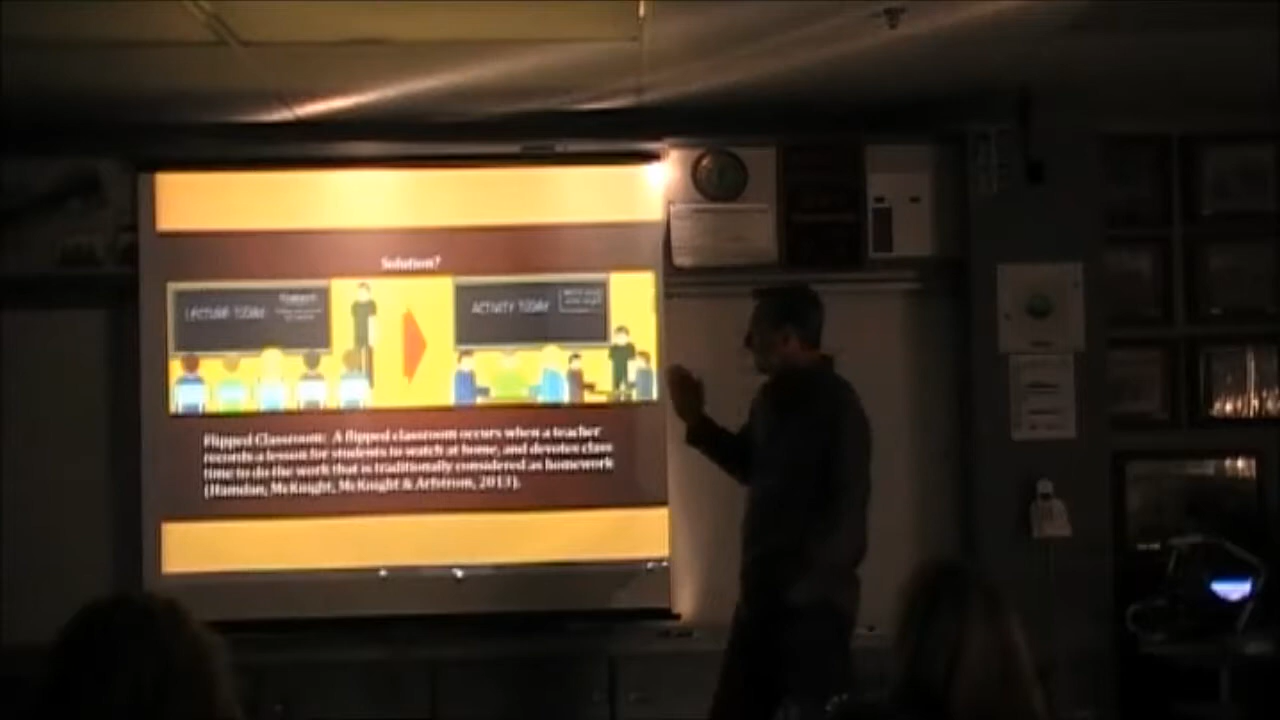 Solution?
LECTURE TODAY
ACTIVITY TODAY
Flipped Classroom: A flipped classroom occurs when a teacher
records a lesson for students to watch at home, and devotes class
time to do the work that is traditionally considered as homework
(Hamdan, McKnight, McKnight & Arfstrom, 2013).